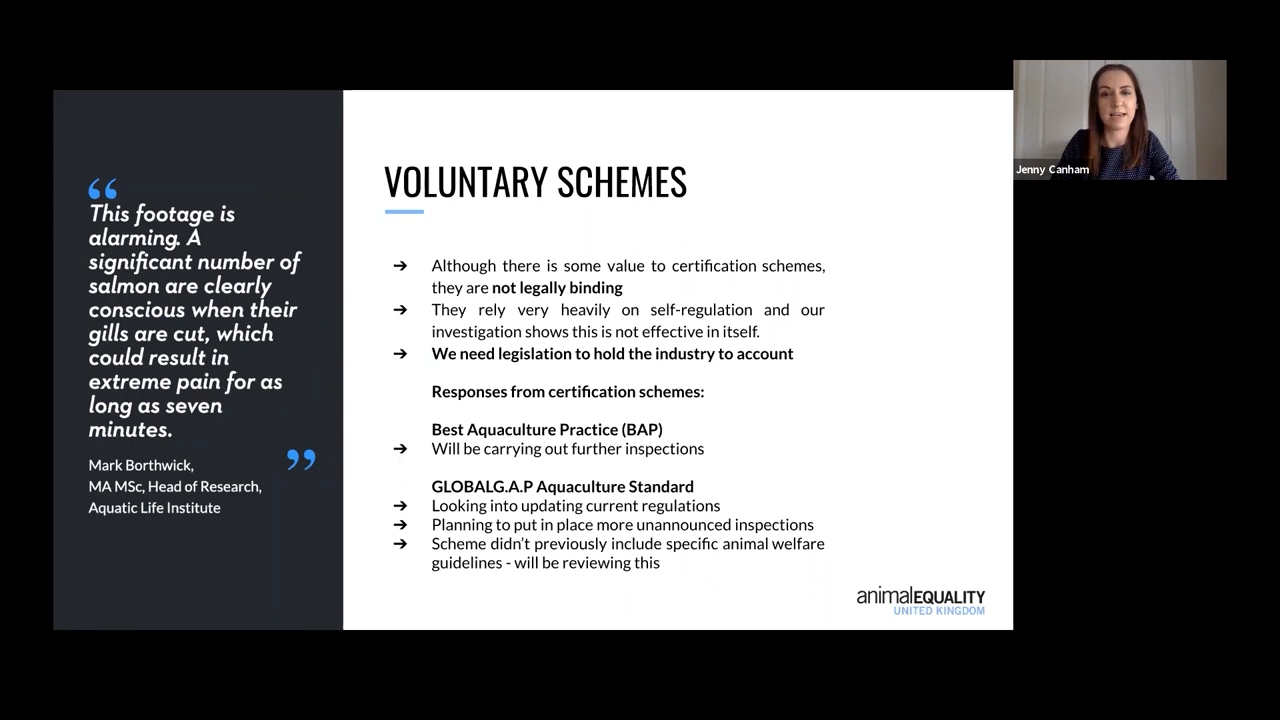 “
This footage is
alarming. A
significant number of
salmon are clearly
conscious when their
gills are cut, which
could result in
extreme pain for as
long as seven
minutes.
”
Mark Borthwick,
MA MSc, Head of Research,
Aquatic Life Institute
VOLUNTARY SCHEMES
➔ Although there is some value to certification schemes,
they are not legally binding
➔ They rely very heavily on self-regulation and our
investigation shows this is not effective in itself.
➔ We need legislation to hold the industry to account
Responses from certification schemes:
Best Aquaculture Practice (BAP)
➔ Will be carrying out further inspections
GLOBALG.A.P Aquaculture Standard
➔ Looking into updating current regulations
➔ Planning to put in place more unannounced inspections
➔ Scheme didn’t previously include specific animal welfare
guidelines - will be reviewing this
animalEQUALITY
UNITED KINGDOM
Jenny Canham